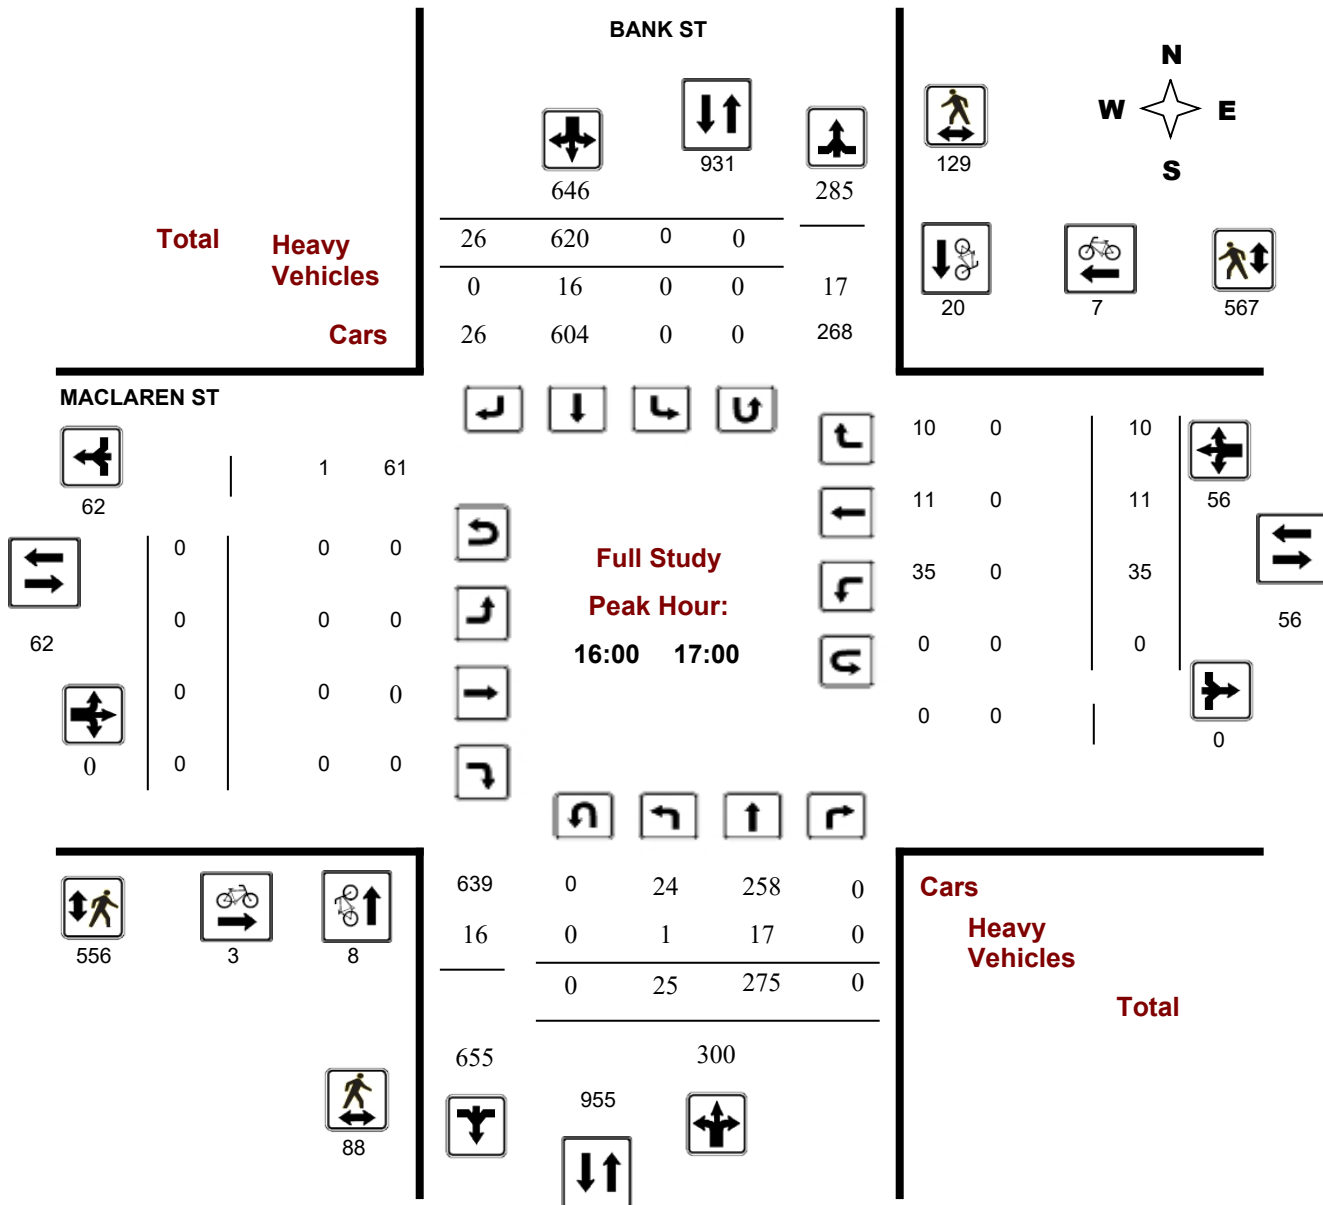 BANK ST
N
W E
S
931
129
646
285
Total
Heavy
Vehicles
Cars
26 620 0 0
0 16 0 0 17
26 604 0 0 268
20 7 567
MACLAREN ST
62
1 61
0 0 0
0 0 0
0 0 0
0 0 0
62
0
Full Study
Peak Hour:
16:00 17:00
10 0 10
11 0 11
35 0 35
0 0 0
0 0
56
56
0
556 3 8
88
639 0 24 258 0
16 0 1 17 0
0 25 275 0
655 300
955
Cars
Heavy
Vehicles
Total